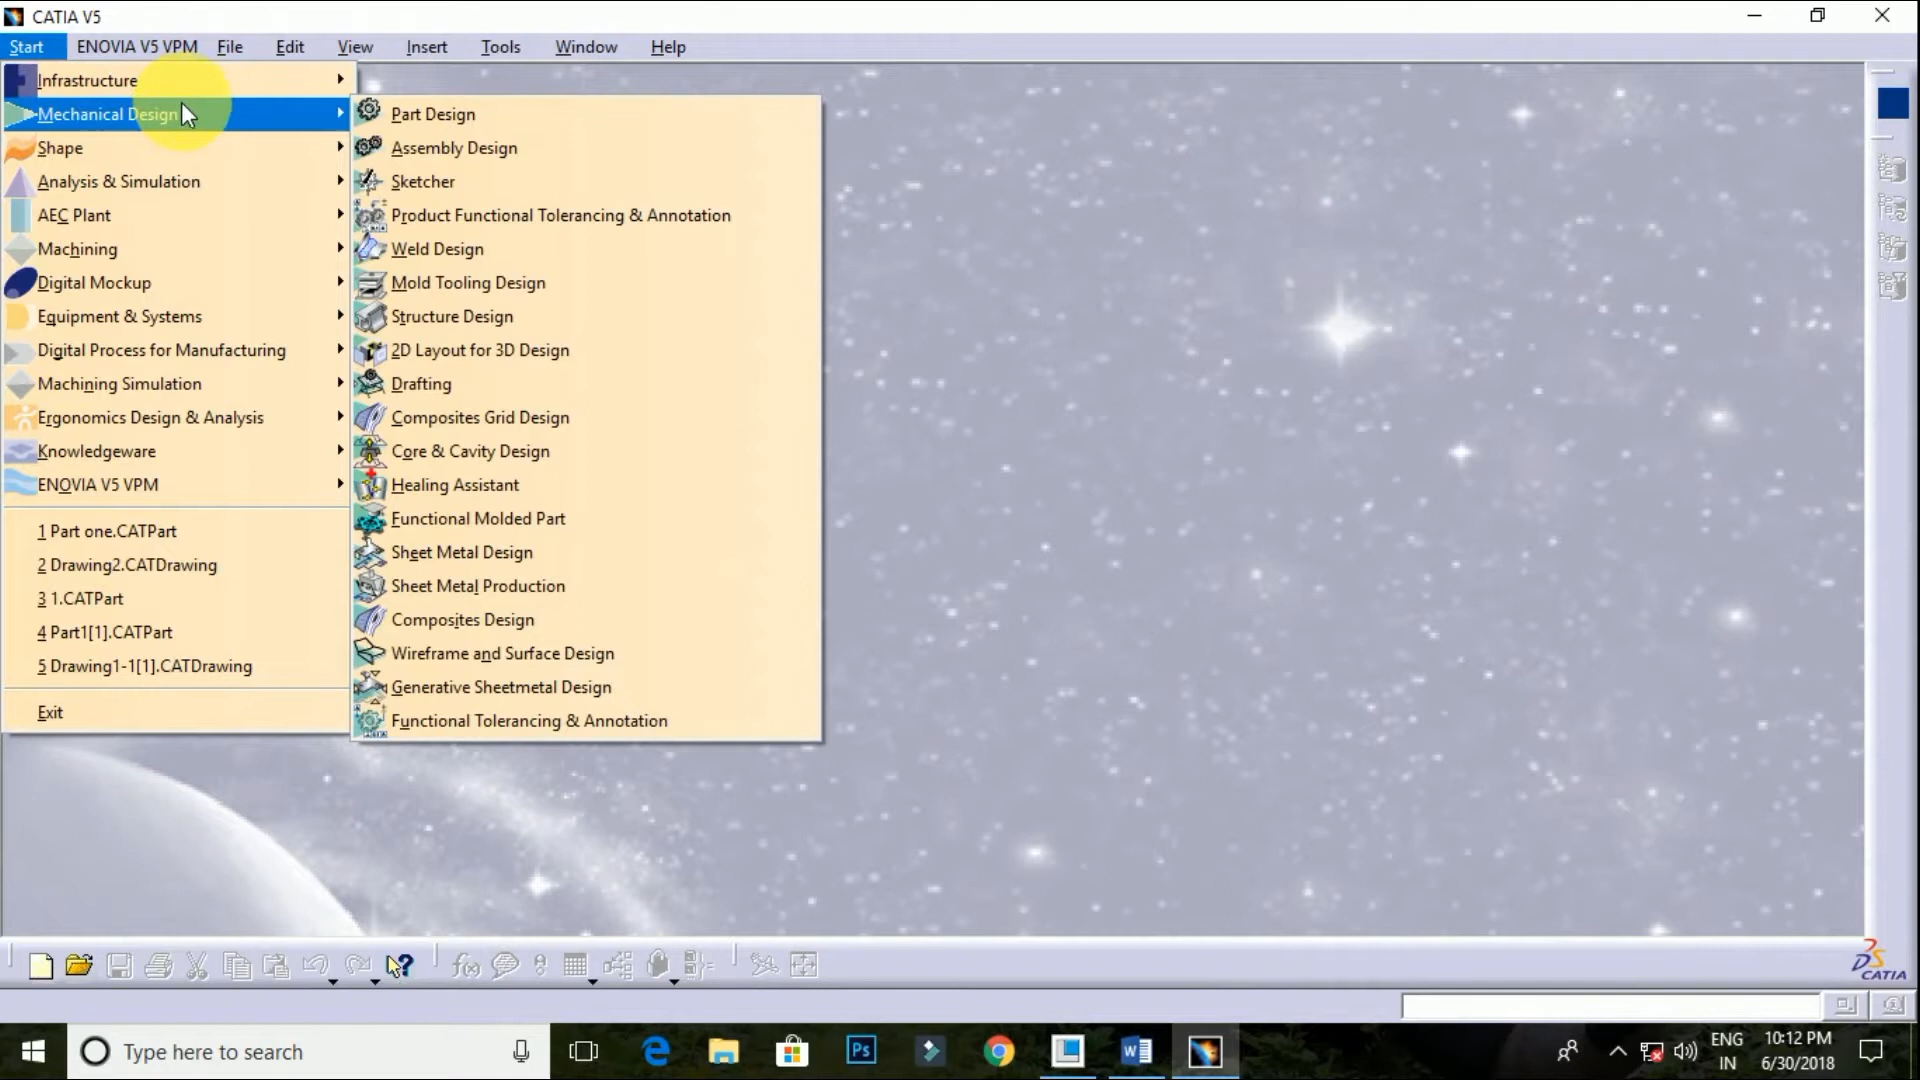 CATIA V5
Start ENOVIA V5 VPM File Edit View Insert Tools Window Help
Infrastructure
Mechanical Design
Shape
Analysis & Simulation
AEC Plant
Machining
Digital Mockup
Equipment & Systems
Digital Process for Manufacturing
Machining Simulation
Ergonomics Design & Analysis
Knowledgeware
ENOVIA V5 VPM
1 Part one.CATPart
2 Drawing2.CATDrawing
3 1.CATPart
4 Part1[1].CATPart
5 Drawing1-1[1].CATDrawing
Exit
Part Design
Assembly Design
Sketcher
Product Functional Tolerancing & Annotation
Weld Design
Mold Tooling Design
Structure Design
2D Layout for 3D Design
Drafting
Composites Grid Design
Core & Cavity Design
Healing Assistant
Functional Molded Part
Sheet Metal Design
Sheet Metal Production
Composites Design
Wireframe and Surface Design
Generative Sheetmetal Design
Functional Tolerancing & Annotation
f(x)
DS
CATIA
Type here to search
Ps
ENG
IN
10:12 PM
6/30/2018